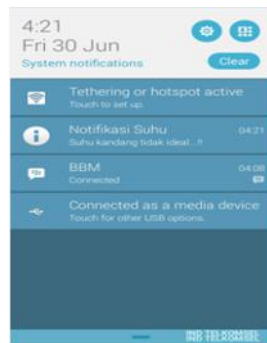 4:21
Fri 30 Jun
System notifications
Clear
Tethering or hotspot active
Touch to set up.
Notifikasi Suhu 04:21
Suhu kandang tidak ideal...!!
BBM 04:08
Connected
Connected as a media device
Touch for other USB options.
IND TELKOMSEL
IND TELKOMSEL